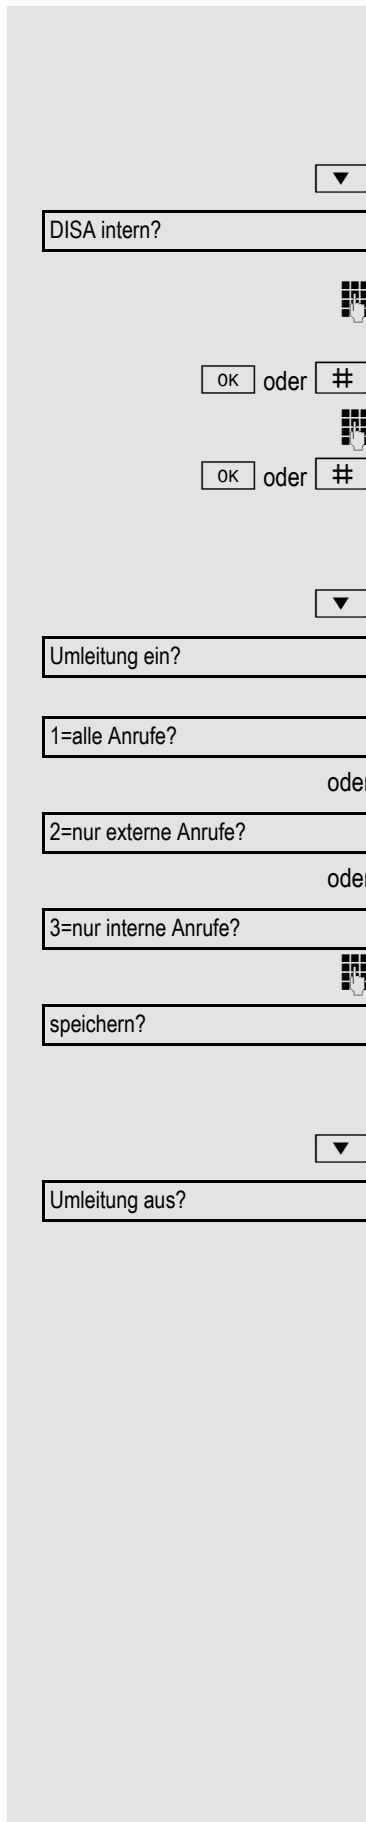 ▼
DISA intern?
OK oder #
OK oder #
▼
Umleitung ein?
1=alle Anrufe?
oder
2=nur externe Anrufe?
oder
3=nur interne Anrufe?
speichern?
▼
Umleitung aus?